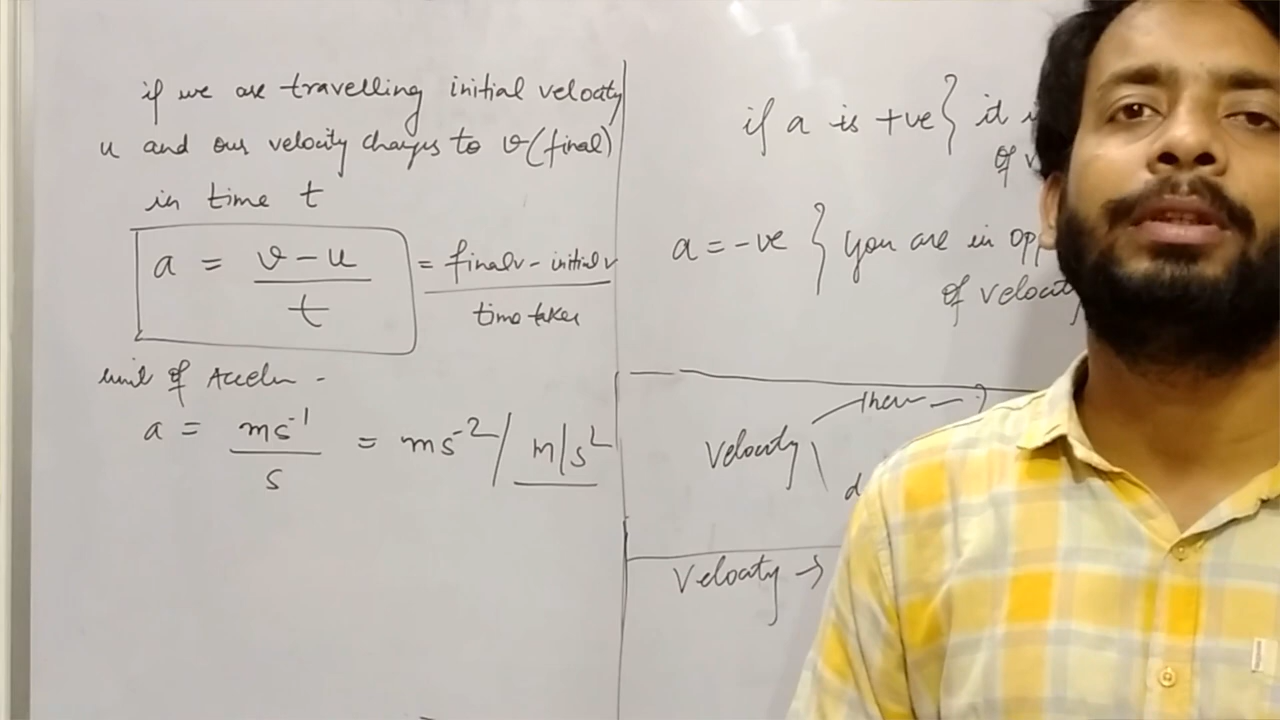 if we are travelling initial velocity
u and our velocity changes to v (final)
in time t
a = v - u / t = final v - initial v / time taken
unit of Acceln -
a = ms⁻¹ / s = ms⁻² / m/s²
if a is +ve } it
of
a = -ve } you are in opp
of velocity
Velocity
Velocity →